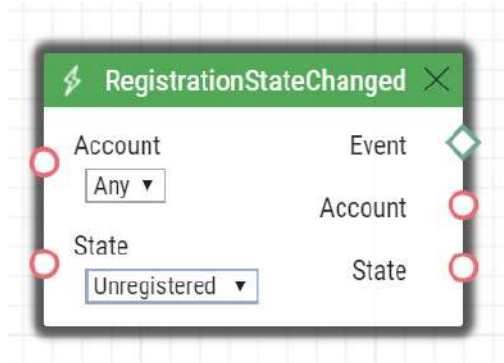 RegistrationStateChanged
Account
Any
Event
Account
State
Unregistered
State